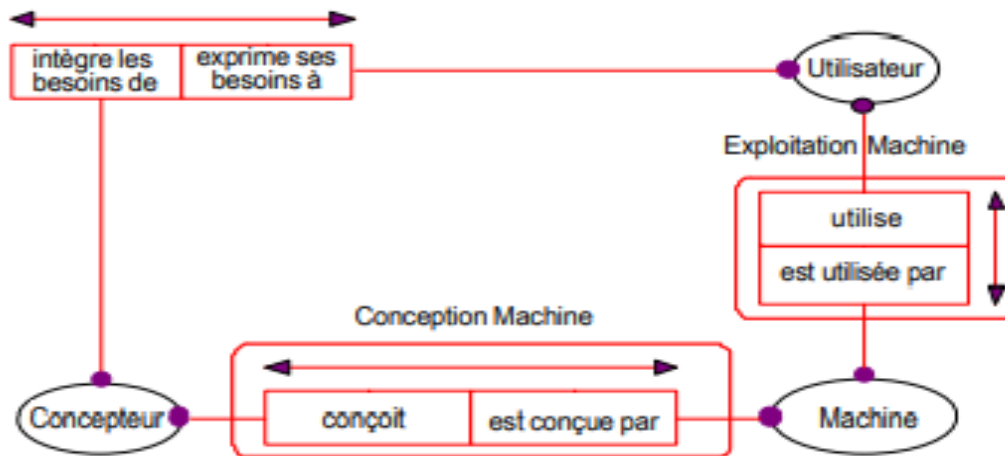 intègre les
besoins de
exprime ses
besoins à
Utilisateur
Exploitation Machine
utilise
est utilisée par
Conception Machine
Concepteur
conçoit
est conçue par
Machine